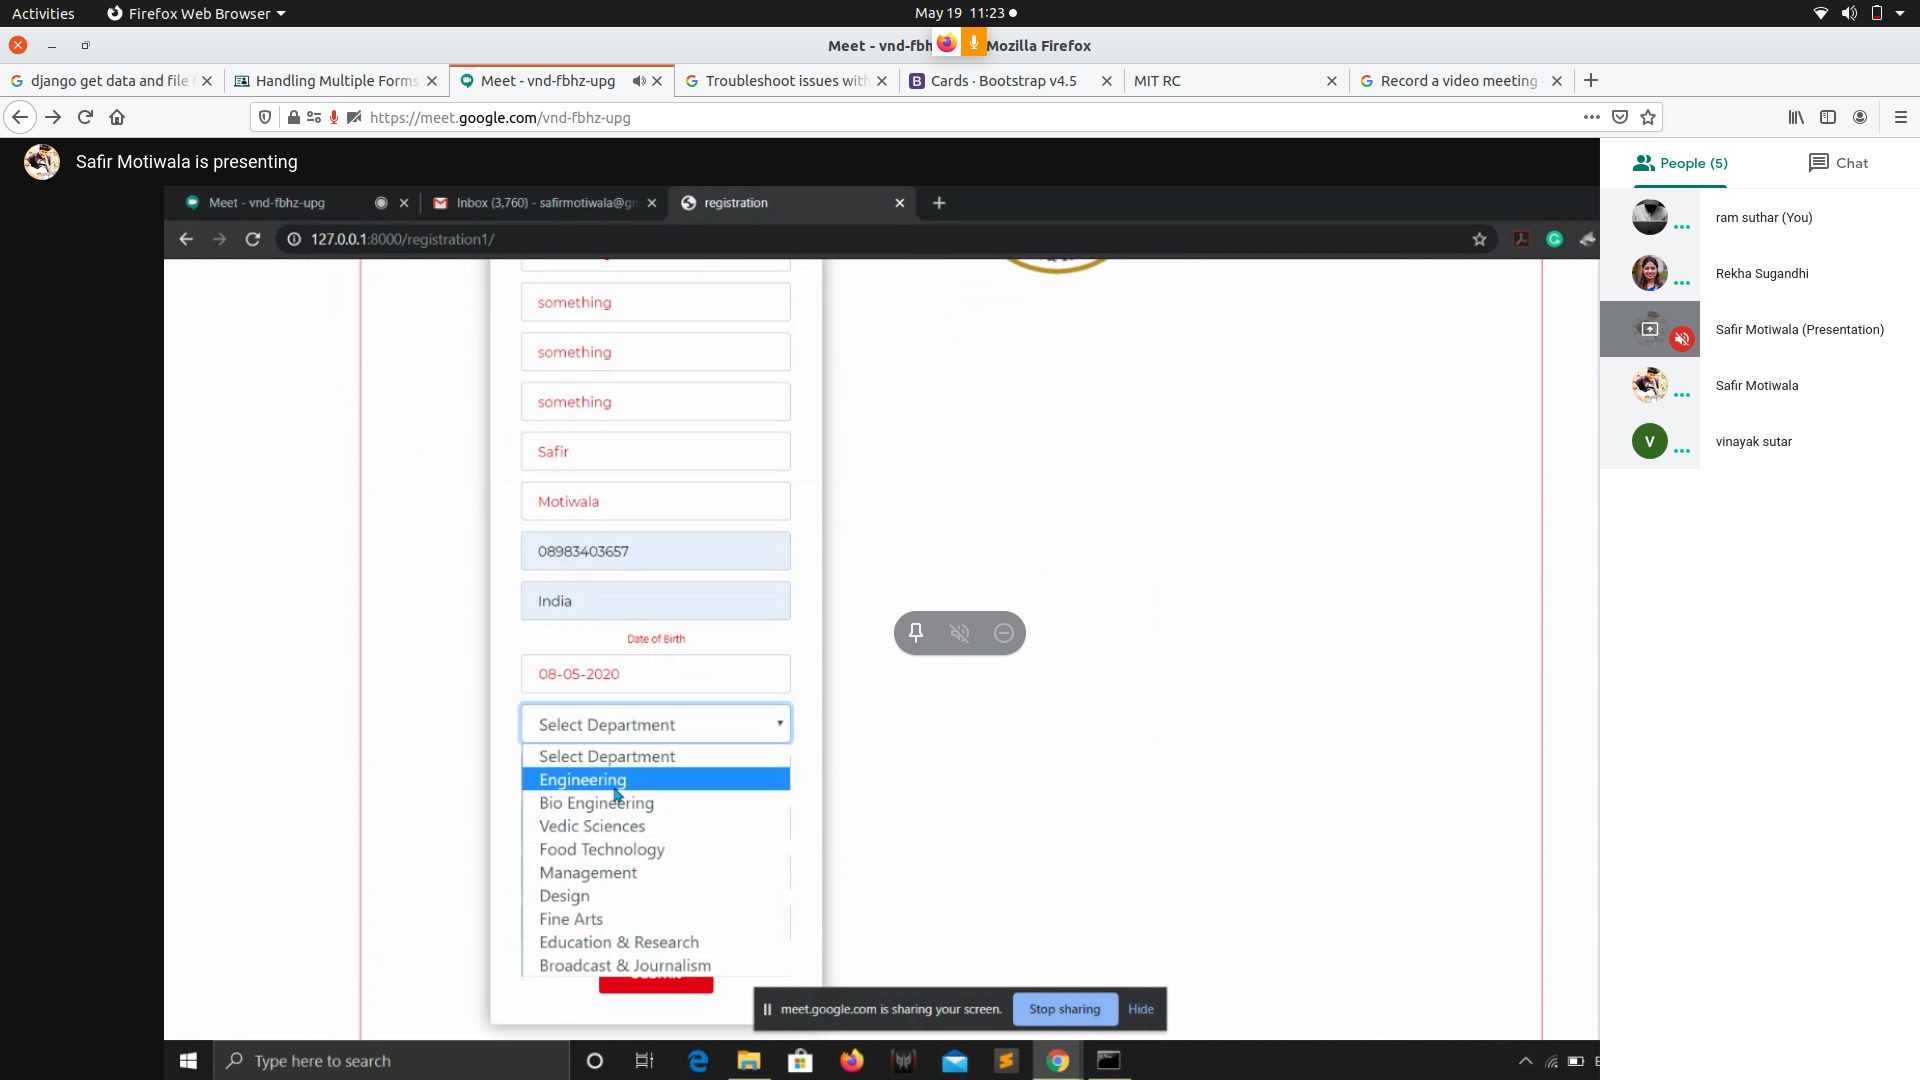 Activities
Firefox Web Browser
May 19 11:23
Meet - vnd-fbh
Mozilla Firefox
django get data and file
Handling Multiple Forms
Meet - vnd-fbhz-upg
Troubleshoot issues with
Cards · Bootstrap v4.5
MIT RC
Record a video meeting
https://meet.google.com/vnd-fbhz-upg
Safir Motiwala is presenting
People (5)
Chat
Meet - vnd-fbhz-upg
Inbox (3,760) - safirmotiwala@gm
registration
127.0.0.1:8000/registration1/
ram suthar (You)
Rekha Sugandhi
Safir Motiwala (Presentation)
Safir Motiwala
V
vinayak sutar
something
something
something
Safir
Motiwala
08983403657
India
Date of Birth
08-05-2020
Select Department
Select Department
Engineering
Bio Engineering
Vedic Sciences
Food Technology
Management
Design
Fine Arts
Education & Research
Broadcast & Journalism
meet.google.com is sharing your screen.
Stop sharing
Hide
Type here to search